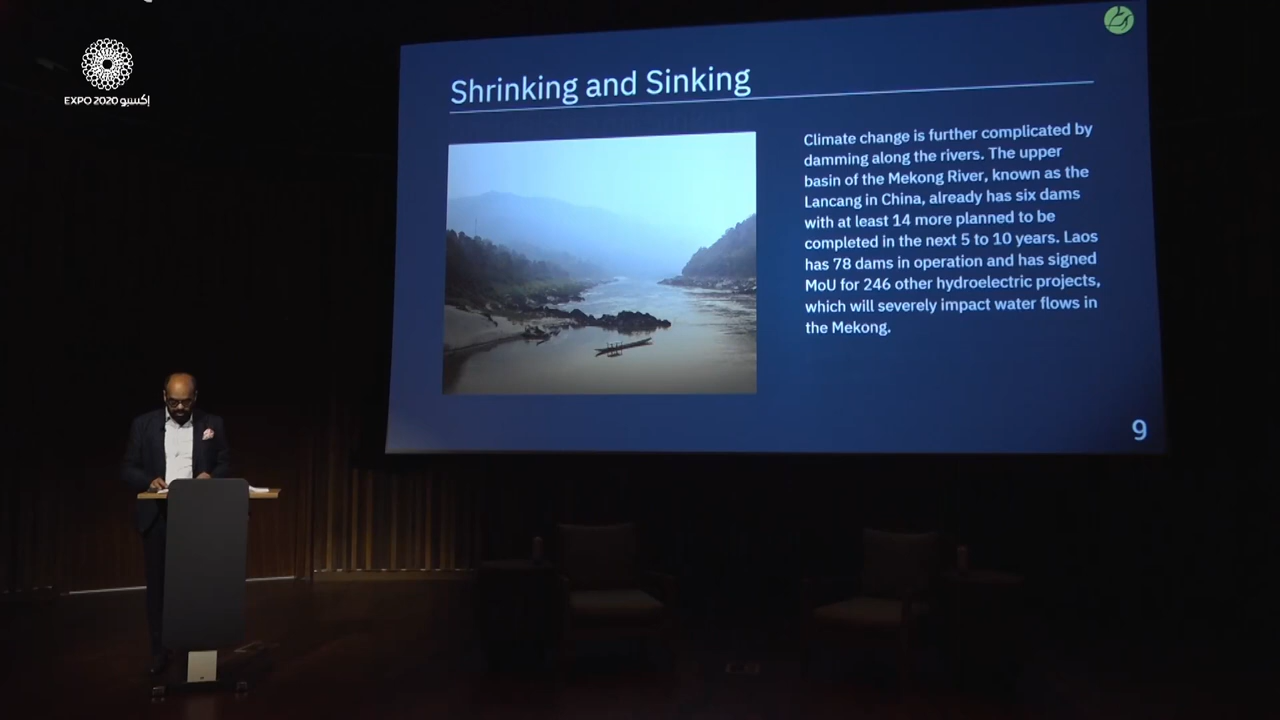 EXPO 2020 إكسبو
Shrinking and Sinking
Climate change is further complicated by
damming along the rivers. The upper
basin of the Mekong River, known as the
Lancang in China, already has six dams
with at least 14 more planned to be
completed in the next 5 to 10 years. Laos
has 78 dams in operation and has signed
MoU for 246 other hydroelectric projects,
which will severely impact water flows in
the Mekong.
9